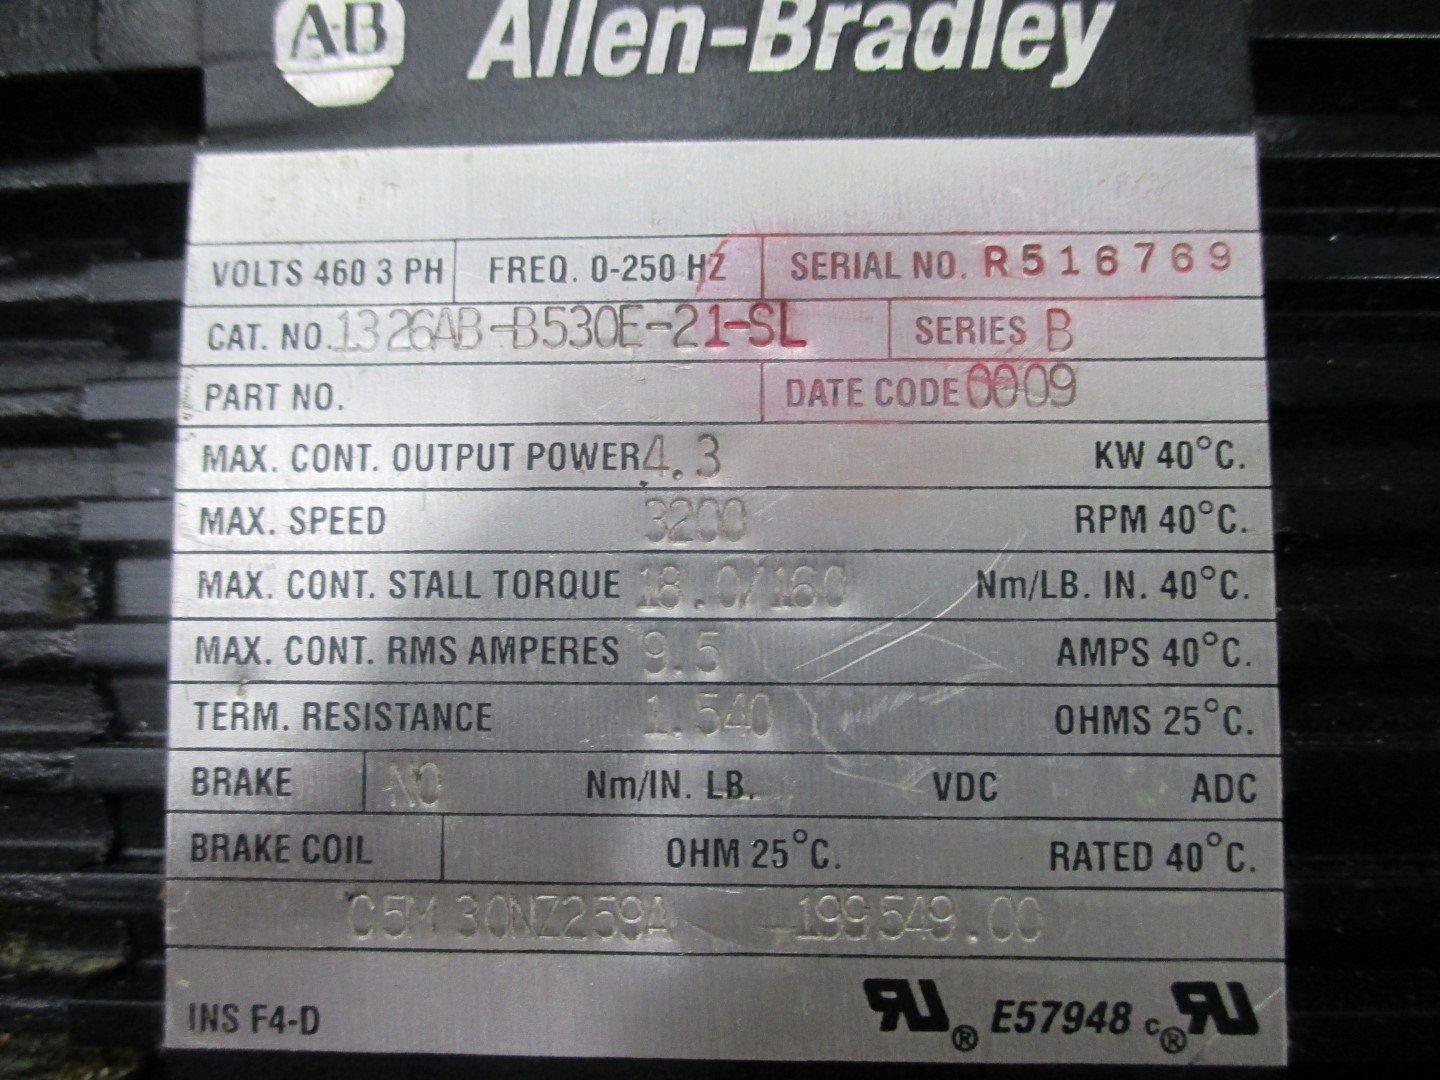 A-B Allen-Bradley
VOLTS 460 3 PH FREQ. 0-250 HZ SERIAL NO. R516769
CAT. NO. 1326AB-B530E-21-SL SERIES B
PART NO. DATE CODE 0009
MAX. CONT. OUTPUT POWER 4.3 KW 40°C.
MAX. SPEED 3200 RPM 40°C.
MAX. CONT. STALL TORQUE 18.0/160 Nm/LB. IN. 40°C.
MAX. CONT. RMS AMPERES 9.5 AMPS 40°C.
TERM. RESISTANCE 1.540 OHMS 25°C.
BRAKE NO Nm/IN. LB. VDC ADC
BRAKE COIL OHM 25°C. RATED 40°C.
C5M 30NZ259A 199549.00
INS F4-D RU® E57948 cRU®